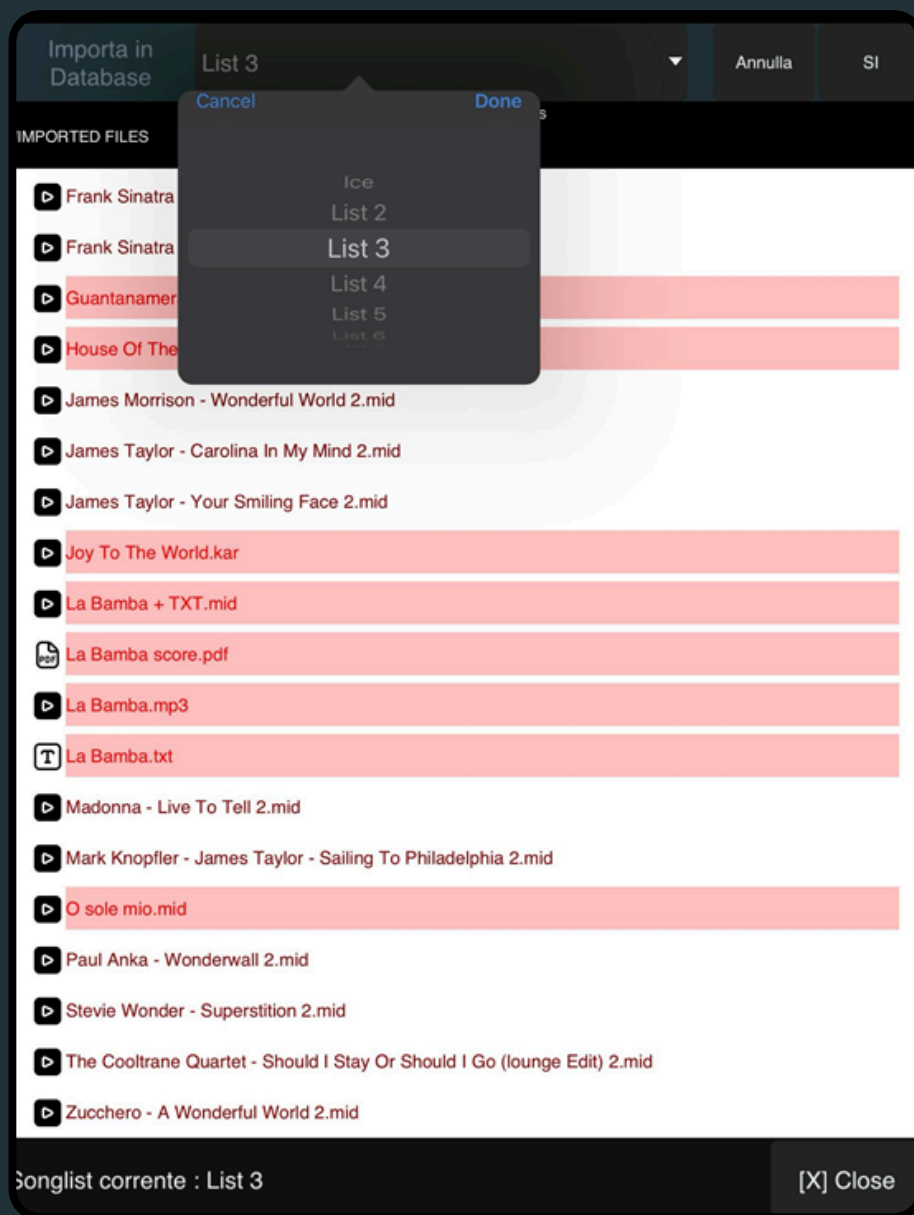 Importa in
Database
List 3
Annulla
SI
Cancel
Done
s
IMPORTED FILES
Ice
List 2
List 3
List 4
List 5
List 6
Frank Sinatra
Frank Sinatra
Guantanamer
House Of The
James Morrison - Wonderful World 2.mid
James Taylor - Carolina In My Mind 2.mid
James Taylor - Your Smiling Face 2.mid
Joy To The World.kar
La Bamba + TXT.mid
PDF
La Bamba score.pdf
La Bamba.mp3
T
La Bamba.txt
Madonna - Live To Tell 2.mid
Mark Knopfler - James Taylor - Sailing To Philadelphia 2.mid
O sole mio.mid
Paul Anka - Wonderwall 2.mid
Stevie Wonder - Superstition 2.mid
The Cooltrane Quartet - Should I Stay Or Should I Go (lounge Edit) 2.mid
Zucchero - A Wonderful World 2.mid
Songlist corrente : List 3
[X] Close